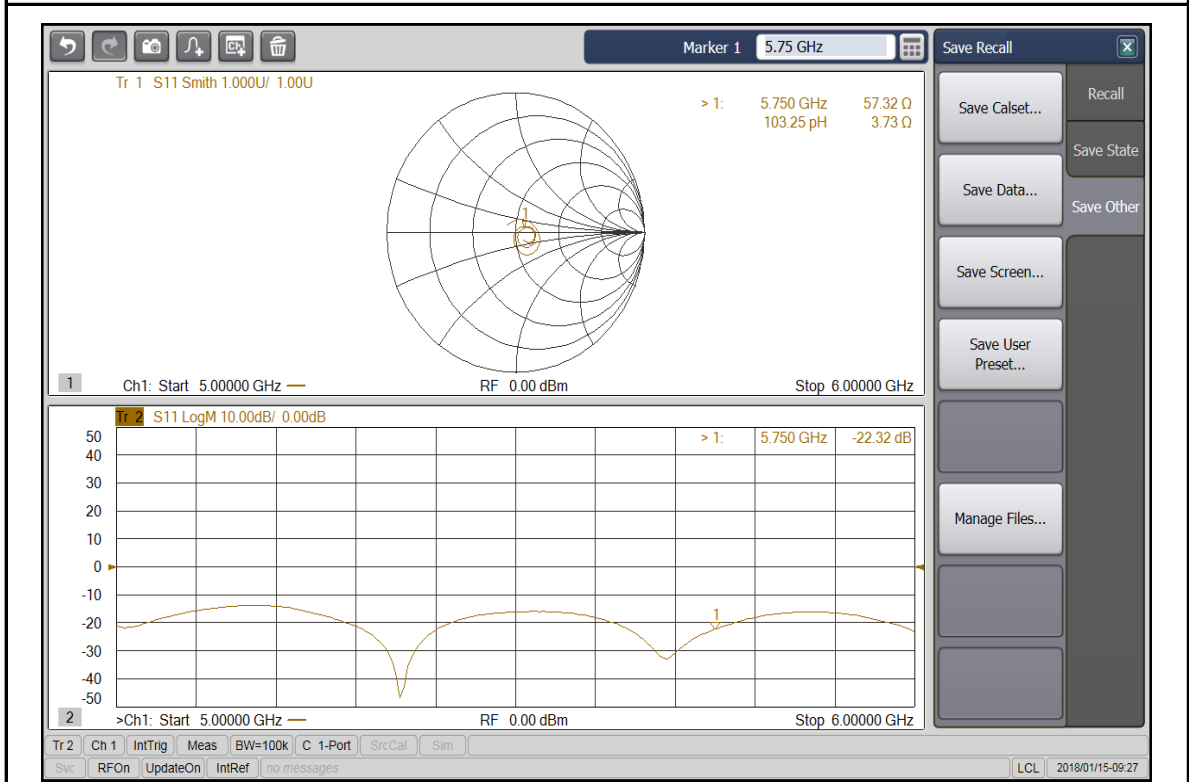 Marker 1 5.75 GHz
Save Recall
Tr 1 S11 Smith 1.000U/ 1.00U
> 1: 5.750 GHz 57.32 Ω
103.25 pH 3.73 Ω
1
1 Ch1: Start 5.00000 GHz — RF 0.00 dBm Stop 6.00000 GHz
Tr 2 S11 LogM 10.00dB/ 0.00dB
> 1: 5.750 GHz -22.32 dB
50
40
30
20
10
0
-10
-20
-30
-40
-50
1
2 >Ch1: Start 5.00000 GHz — RF 0.00 dBm Stop 6.00000 GHz
Save Calset...
Save Data...
Save Screen...
Save User
Preset...
Manage Files...
Recall
Save State
Save Other
Tr 2 Ch 1 IntTrig Meas BW=100k C 1-Port SrcCal Sim
Svc RFOn UpdateOn IntRef no messages LCL 2018/01/15-09:27